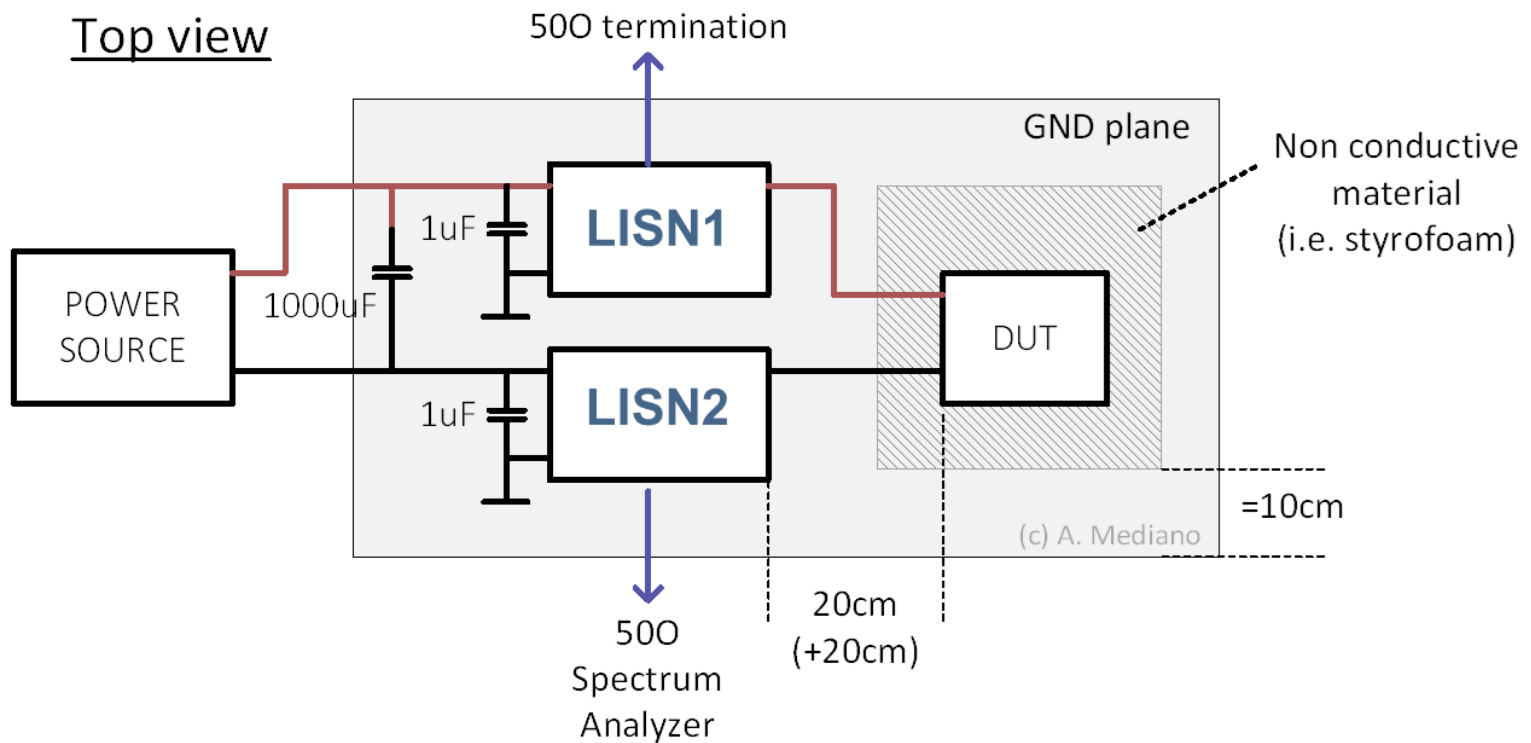 Top view
50O termination
GND plane
Non conductive
material
(i.e. styrofoam)
1uF
LISN1
POWER
SOURCE
1000uF
DUT
1uF
LISN2
=10cm
(c) A. Mediano
20cm
(+20cm)
50O
Spectrum
Analyzer